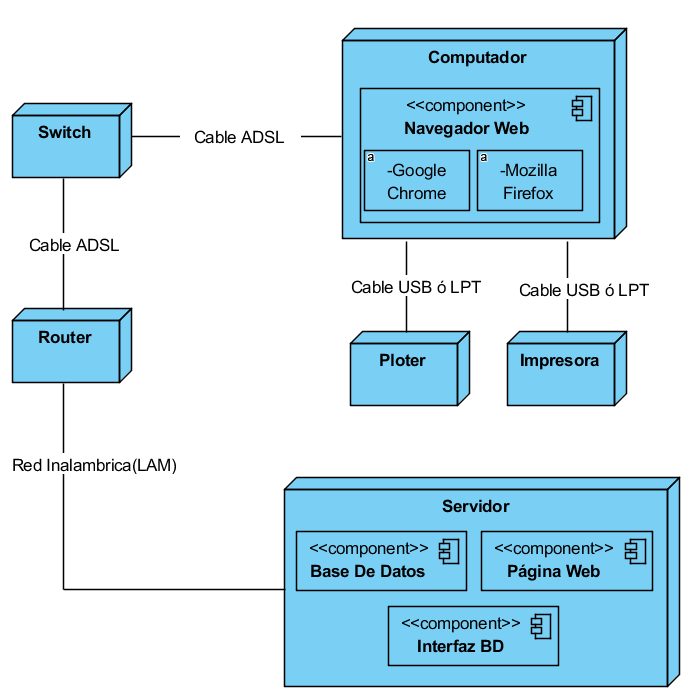 Computador
<<component>>
Navegador Web
a
-Google
Chrome
a
-Mozilla
Firefox
Switch
Cable ADSL
Cable ADSL
Cable USB ó LPT
Cable USB ó LPT
Router
Ploter
Impresora
Red Inalambrica(LAM)
Servidor
<<component>>
Base De Datos
<<component>>
Página Web
<<component>>
Interfaz BD